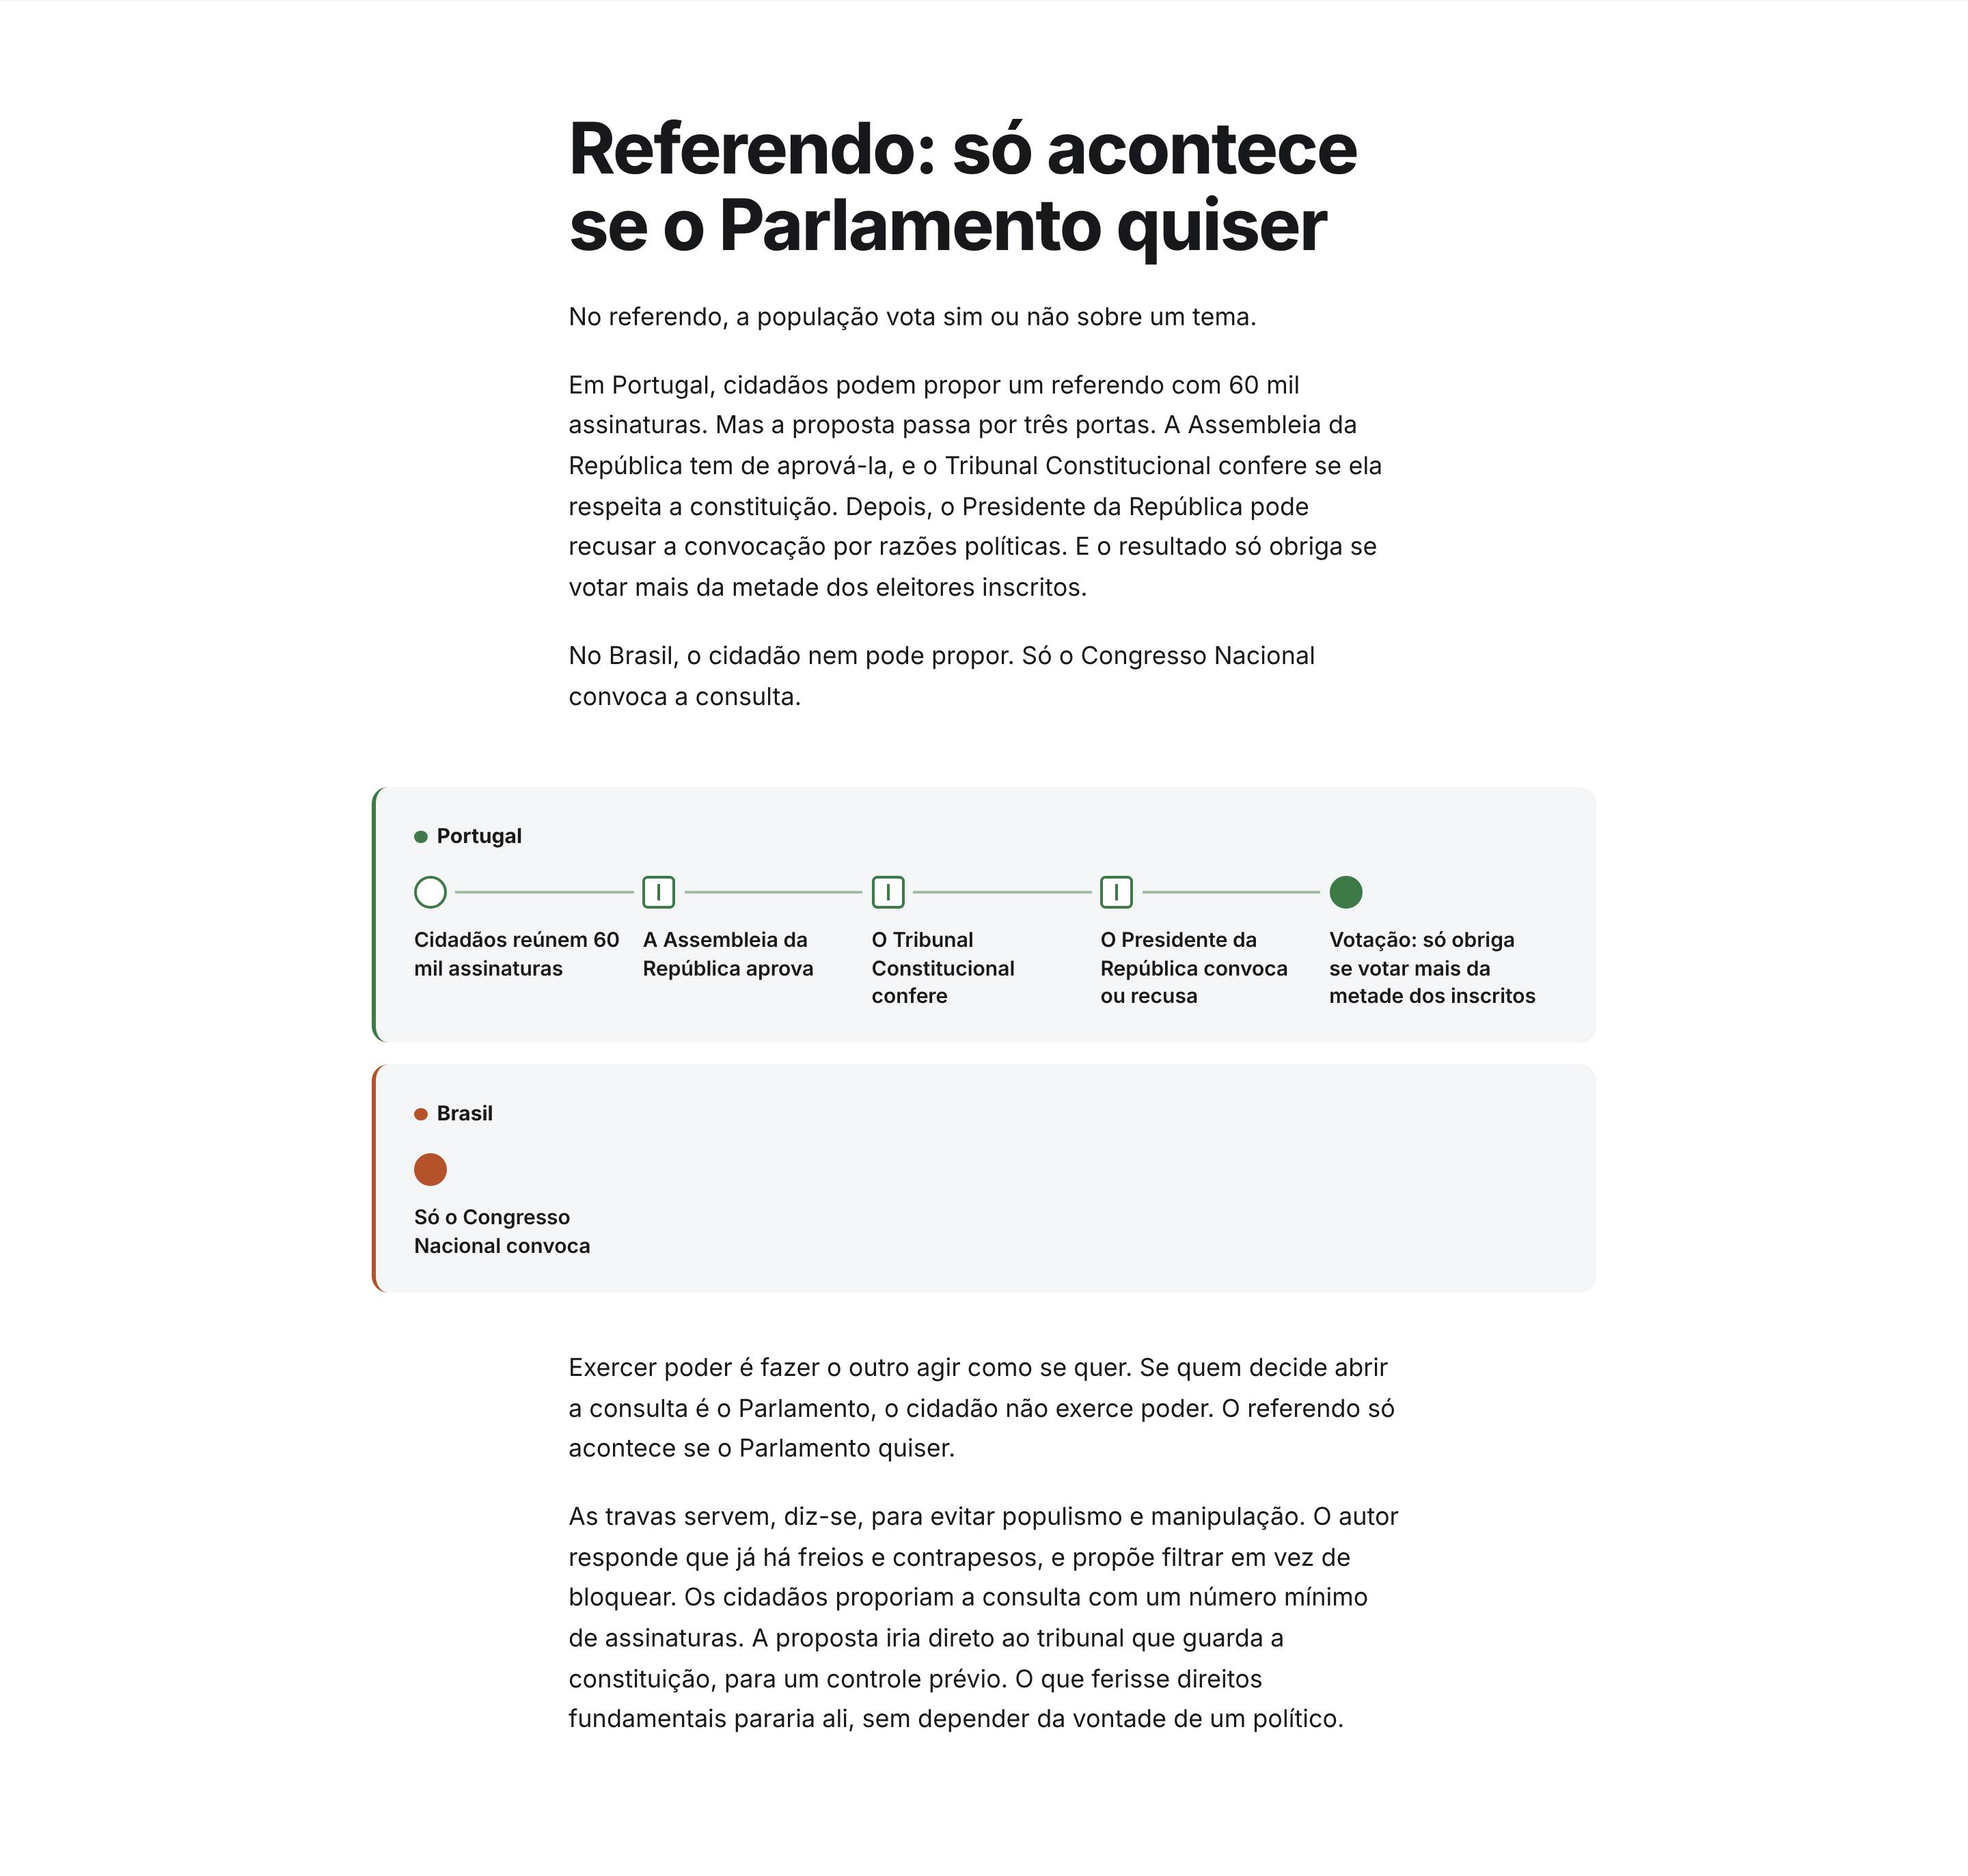 Referendo: só acontece
se o Parlamento quiser
No referendo, a população vota sim ou não sobre um tema.
Em Portugal, cidadãos podem propor um referendo com 60 mil
assinaturas. Mas a proposta passa por três portas. A Assembleia da
República tem de aprová-la, e o Tribunal Constitucional confere se ela
respeita a constituição. Depois, o Presidente da República pode
recusar a convocação por razões políticas. E o resultado só obriga se
votar mais da metade dos eleitores inscritos.
No Brasil, o cidadão nem pode propor. Só o Congresso Nacional
convoca a consulta.
Portugal
Cidadãos reúnem 60
mil assinaturas
A Assembleia da
República aprova
O Tribunal
Constitucional
confere
O Presidente da
República convoca
ou recusa
Votação: só obriga
se votar mais da
metade dos inscritos
Brasil
Só o Congresso
Nacional convoca
Exercer poder é fazer o outro agir como se quer. Se quem decide abrir
a consulta é o Parlamento, o cidadão não exerce poder. O referendo só
acontece se o Parlamento quiser.
As travas servem, diz-se, para evitar populismo e manipulação. O autor
responde que já há freios e contrapesos, e propõe filtrar em vez de
bloquear. Os cidadãos proporiam a consulta com um número mínimo
de assinaturas. A proposta iria direto ao tribunal que guarda a
constituição, para um controle prévio. O que ferisse direitos
fundamentais pararia ali, sem depender da vontade de um político.